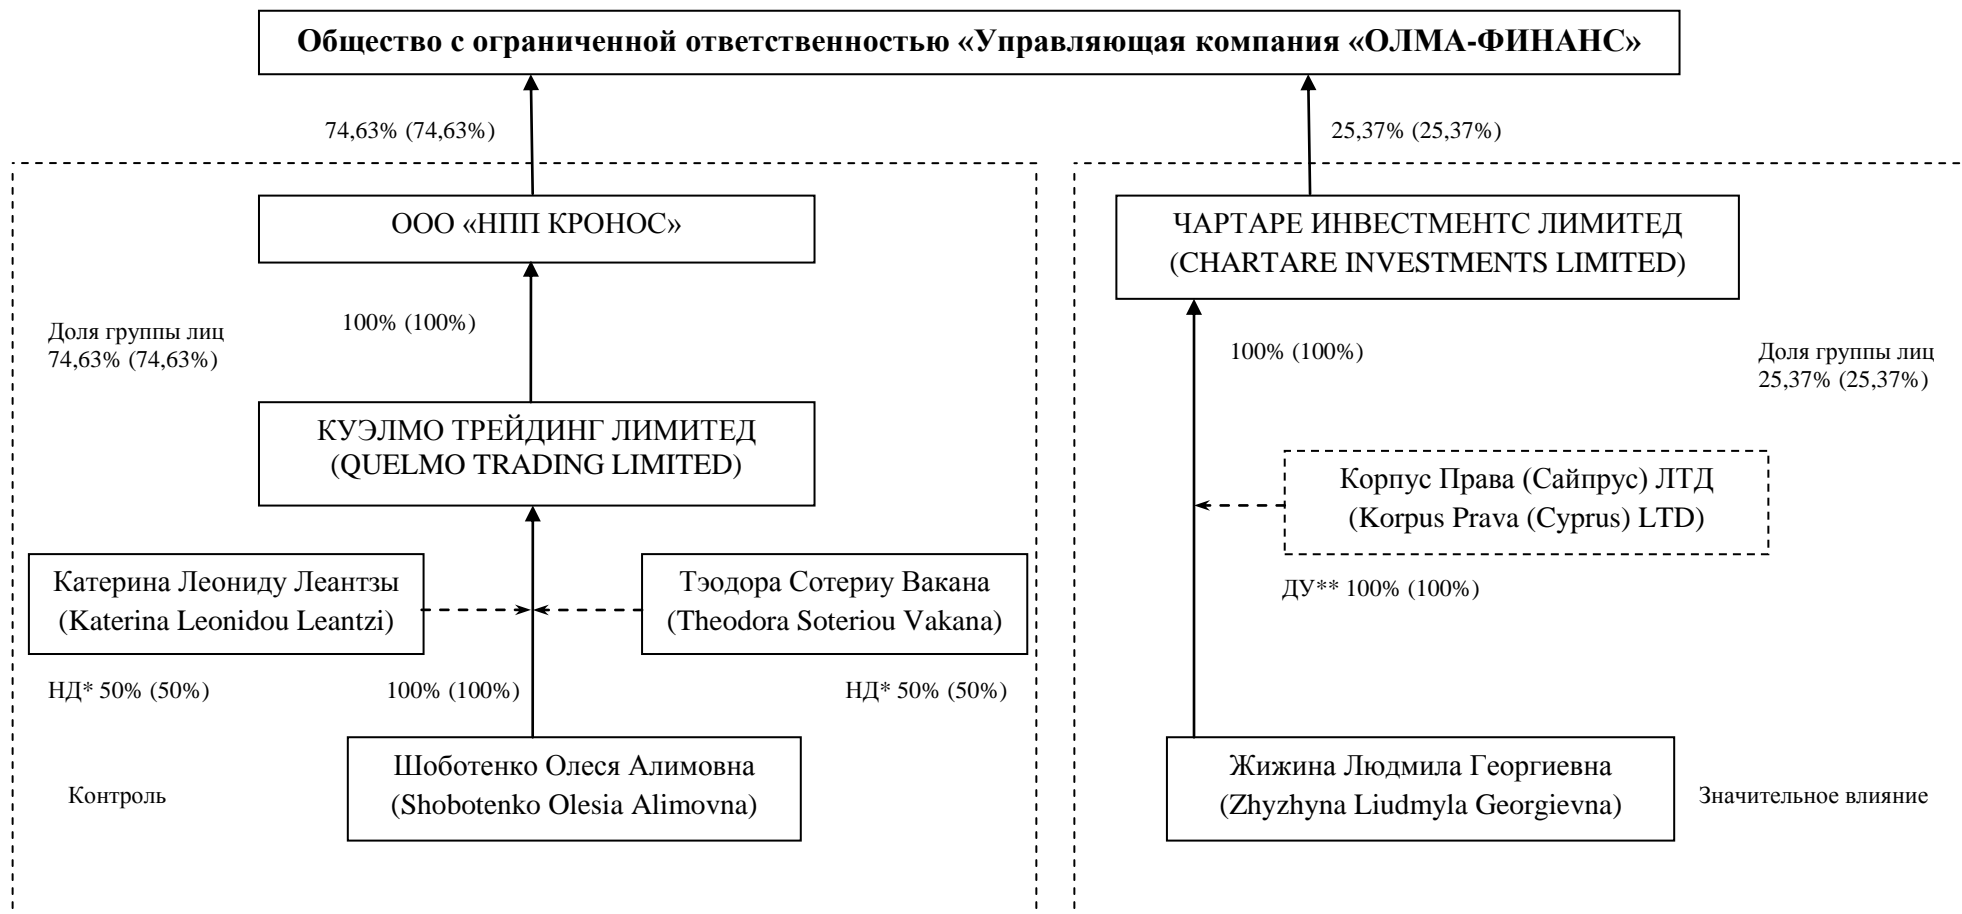 Общество с ограниченной ответственностью «Управляющая компания «ОЛМА-ФИНАНС»
74,63% (74,63%)
25,37% (25,37%)
ООО «НПП КРОНОС»
ЧАРТАРЕ ИНВЕСТМЕНТС ЛИМИТЕД
(CHARTARE INVESTMENTS LIMITED)
Доля группы лиц
74,63% (74,63%)
100% (100%)
100% (100%)
Доля группы лиц
25,37% (25,37%)
КУЭЛМО ТРЕЙДИНГ ЛИМИТЕД
(QUELMO TRADING LIMITED)
Корпус Права (Сайпрус) ЛТД
(Korpus Prava (Cyprus) LTD)
ДУ** 100% (100%)
Катерина Леониду Леантзы
(Katerina Leonidou Leantzi)
Тэодора Сотериу Вакана
(Theodora Soteriou Vakana)
НД* 50% (50%)
100% (100%)
НД* 50% (50%)
Контроль
Шоботенко Олеся Алимовна
(Shobotenko Olesia Alimovna)
Жижина Людмила Георгиевна
(Zhyzhyna Liudmyla Georgievna)
Значительное влияние